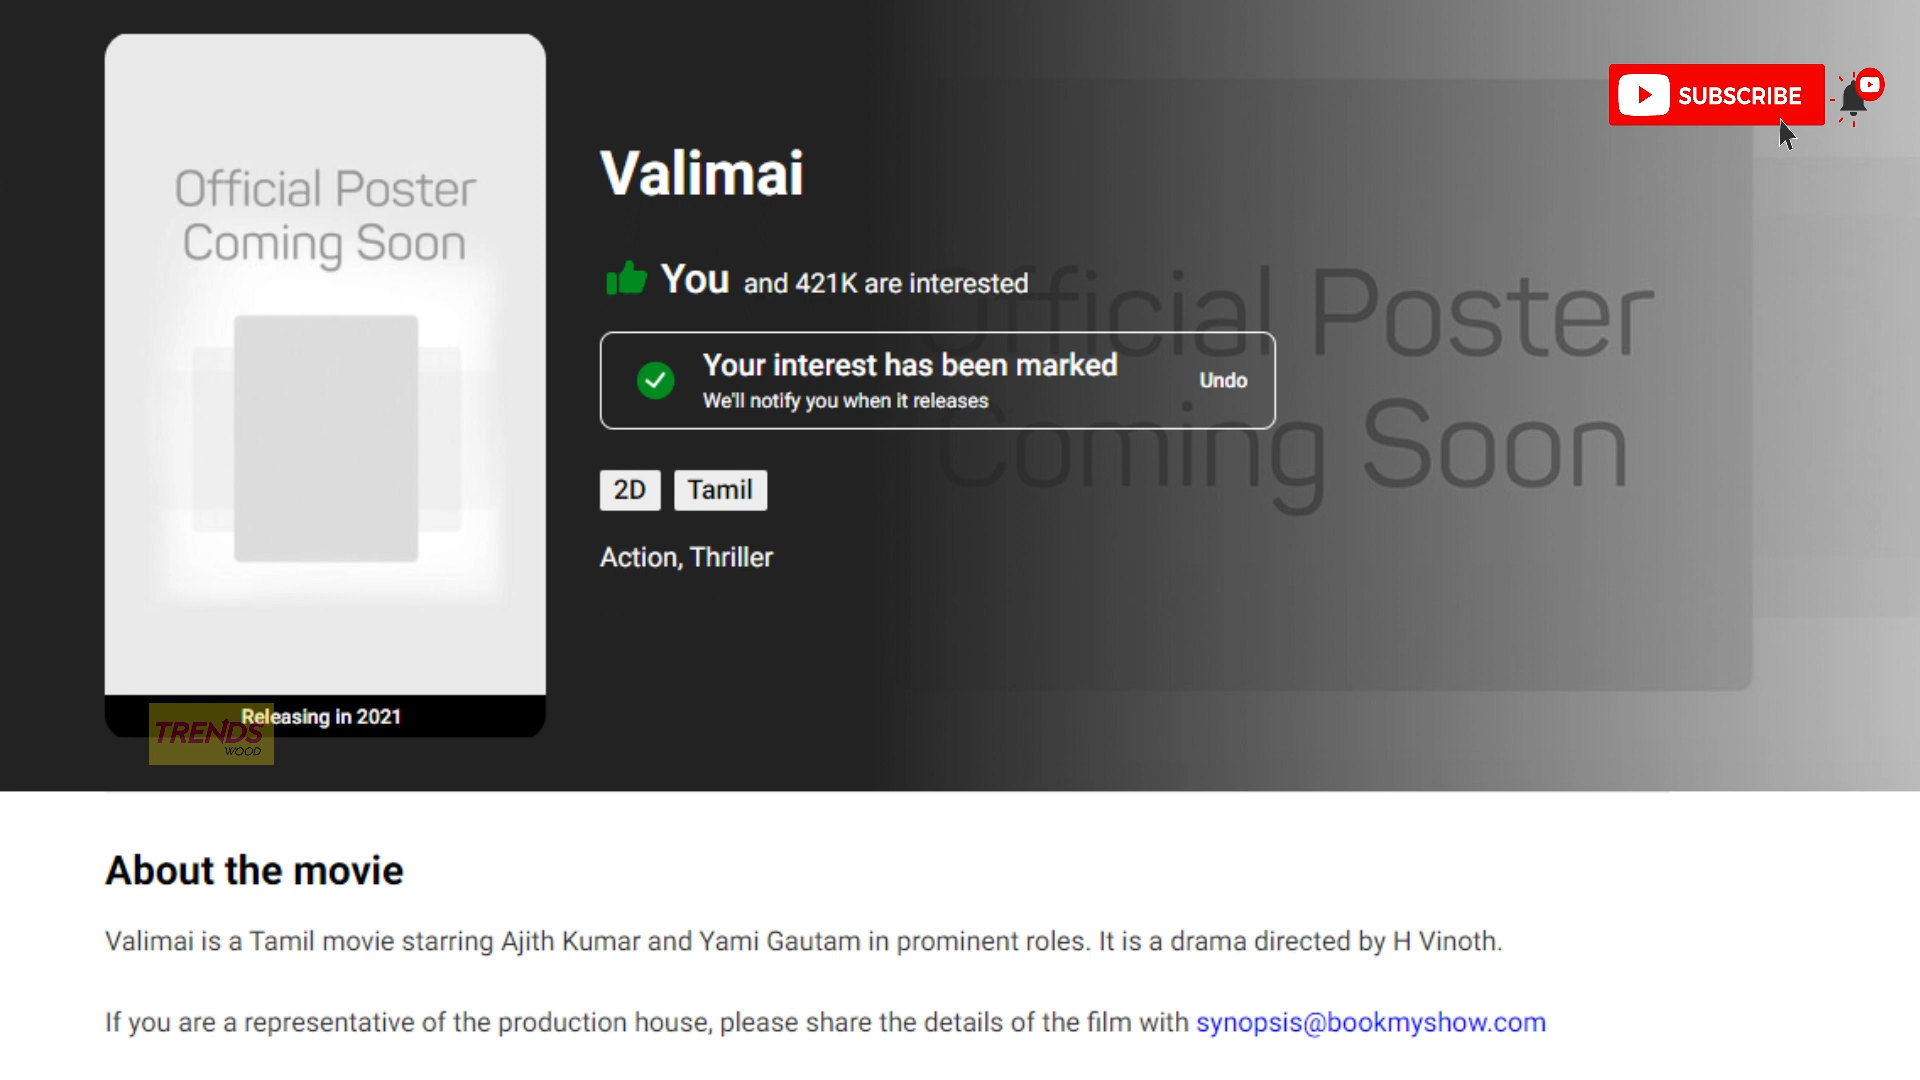 Official Poster
Coming Soon
Releasing in 2021
TRENDS
WOOD
SUBSCRIBE
Valimai
You and 421K are interested
Your interest has been marked
We'll notify you when it releases
Undo
2D
Tamil
Action, Thriller
Official Poster
Coming Soon
About the movie
Valimai is a Tamil movie starring Ajith Kumar and Yami Gautam in prominent roles. It is a drama directed by H Vinoth.
If you are a representative of the production house, please share the details of the film with synopsis@bookmyshow.com